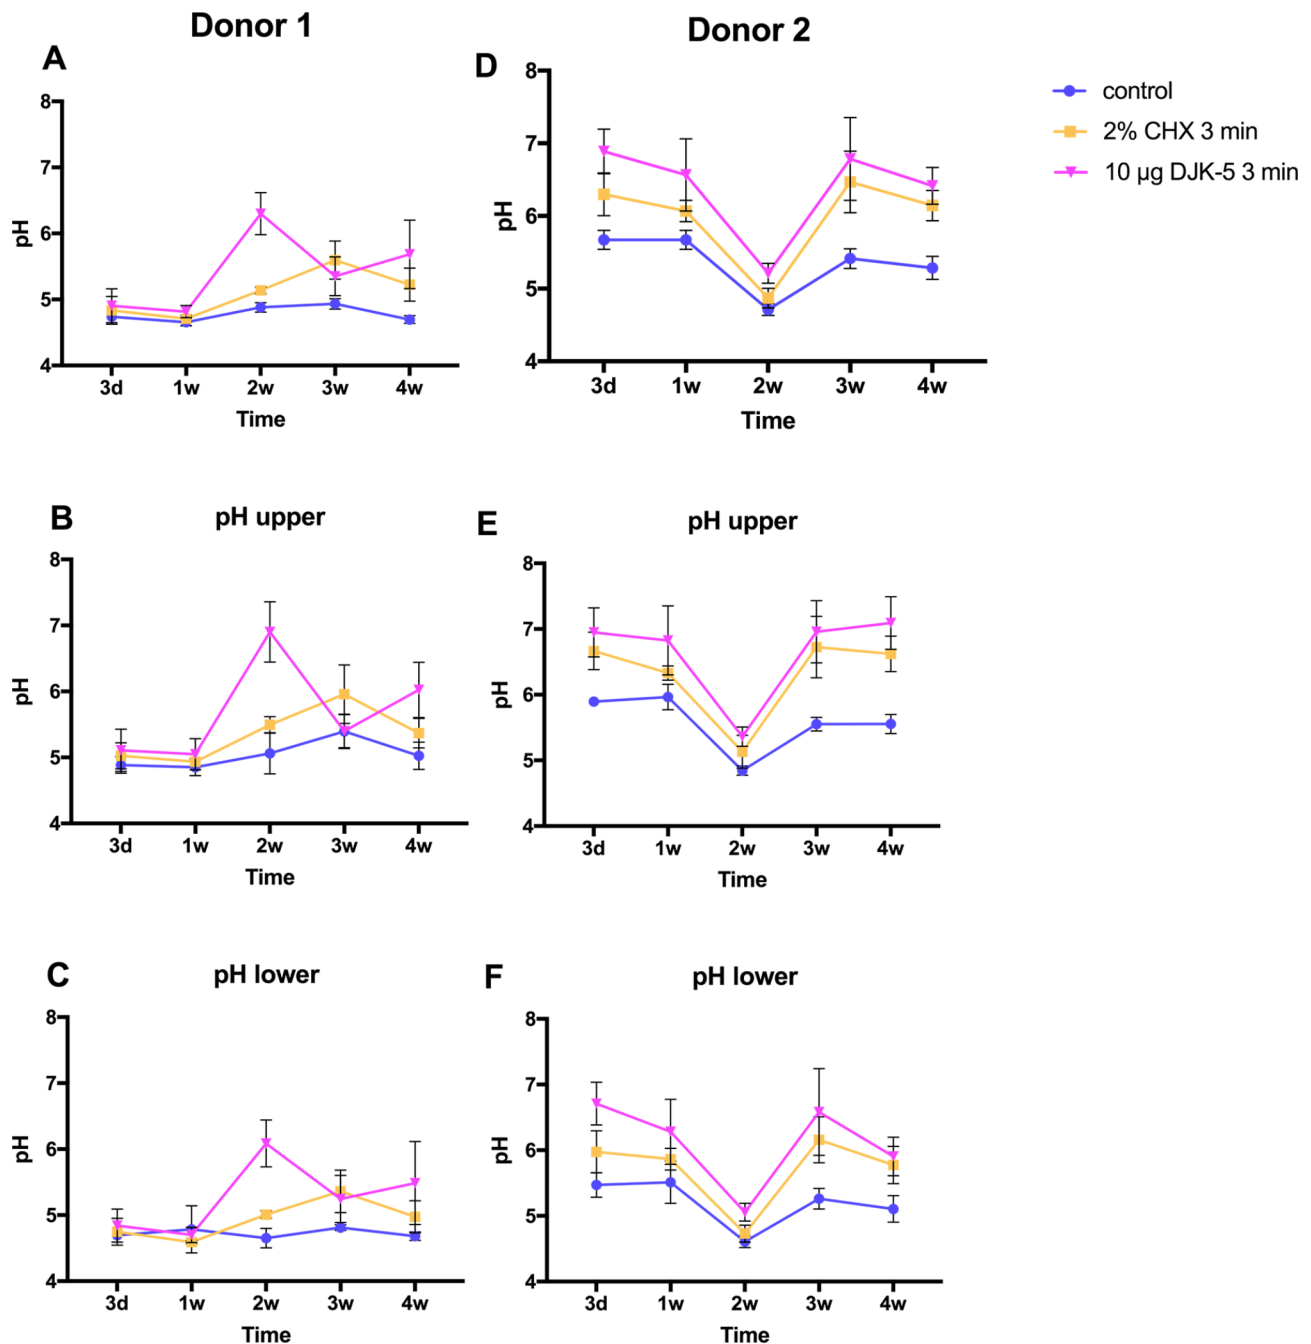 Donor 1
A
8
7
6
5
4
pH
3d 1w 2w 3w 4w
Time
Donor 2
D
8
7
6
5
4
pH
3d 1w 2w 3w 4w
Time
control
2% CHX 3 min
10 µg DJK-5 3 min
B
pH upper
8
7
6
5
4
pH
3d 1w 2w 3w 4w
Time
E
pH upper
8
7
6
5
4
pH
3d 1w 2w 3w 4w
Time
C
pH lower
8
7
6
5
4
pH
3d 1w 2w 3w 4w
Time
F
pH lower
8
7
6
5
4
pH
3d 1w 2w 3w 4w
Time